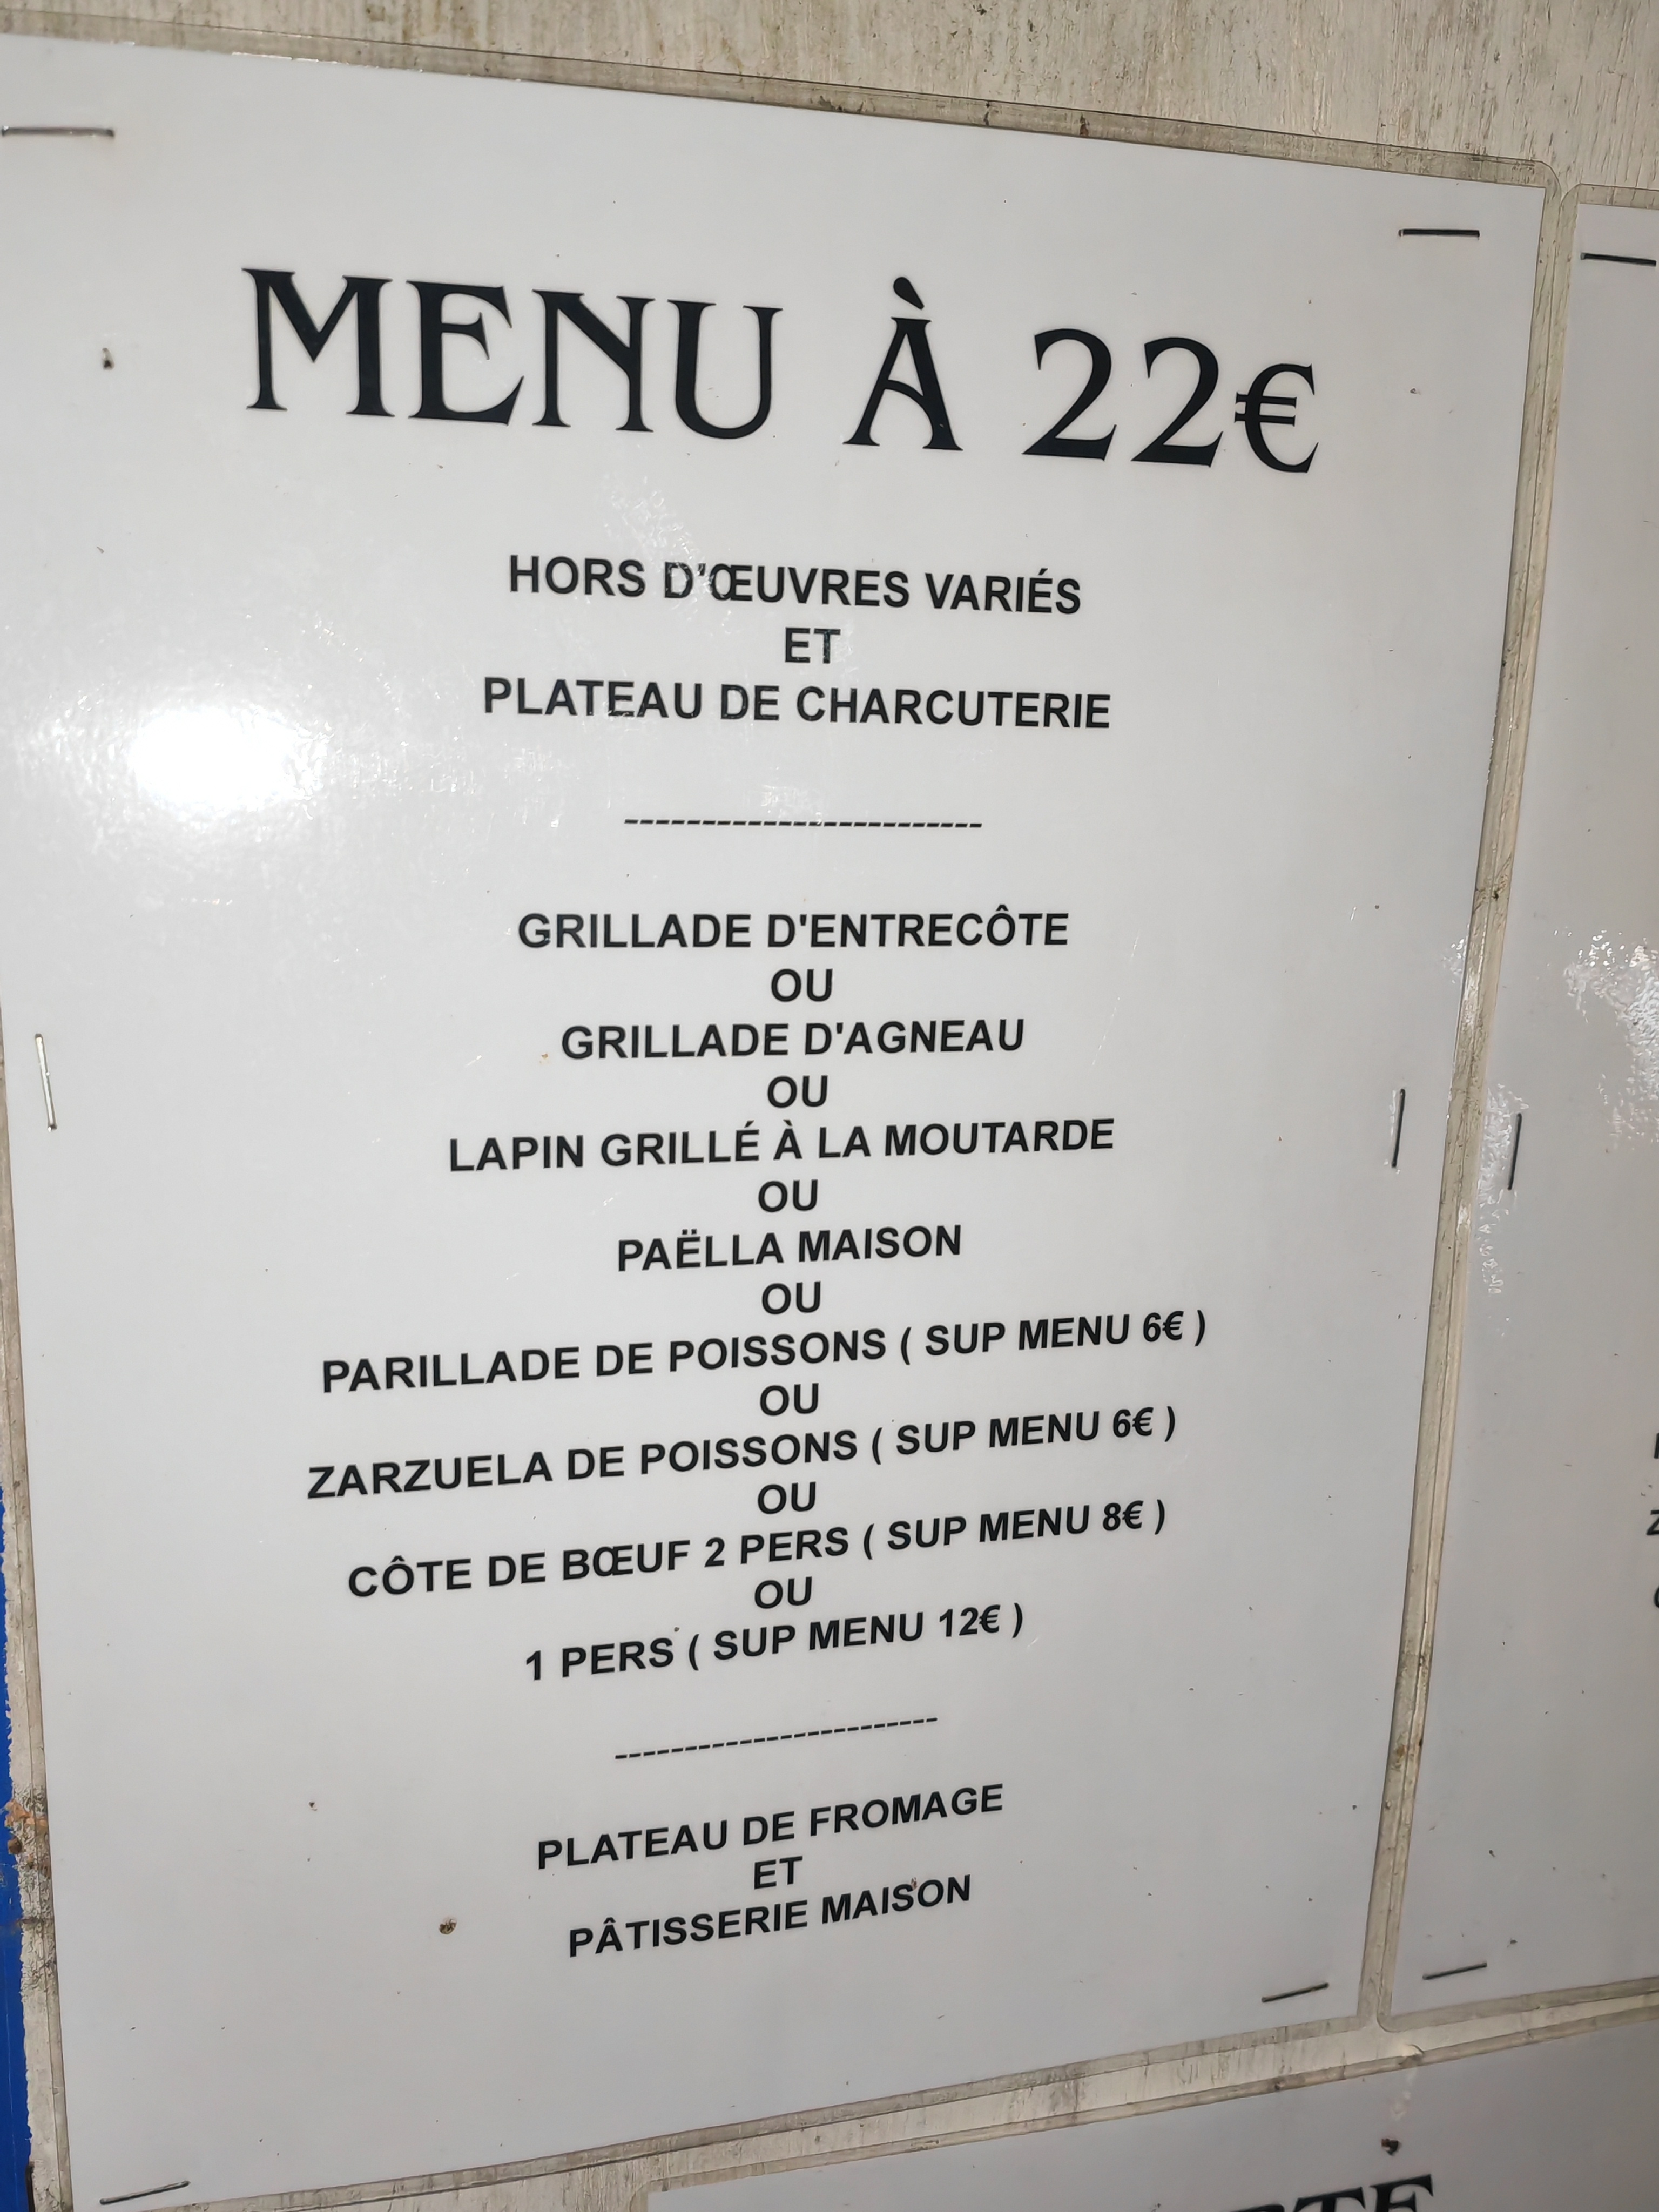 MENU À 22€
HORS D'ŒUVRES VARIÉS
ET
PLATEAU DE CHARCUTERIE
-----------------------
GRILLADE D'ENTRECÔTE
OU
GRILLADE D'AGNEAU
OU
LAPIN GRILLÉ À LA MOUTARDE
OU
PAËLLA MAISON
OU
PARILLADE DE POISSONS ( SUP MENU 6€ )
OU
ZARZUELA DE POISSONS ( SUP MENU 6€ )
OU
CÔTE DE BŒUF 2 PERS ( SUP MENU 8€ )
OU
1 PERS ( SUP MENU 12€ )
-----------------------
PLATEAU DE FROMAGE
ET
PÂTISSERIE MAISON